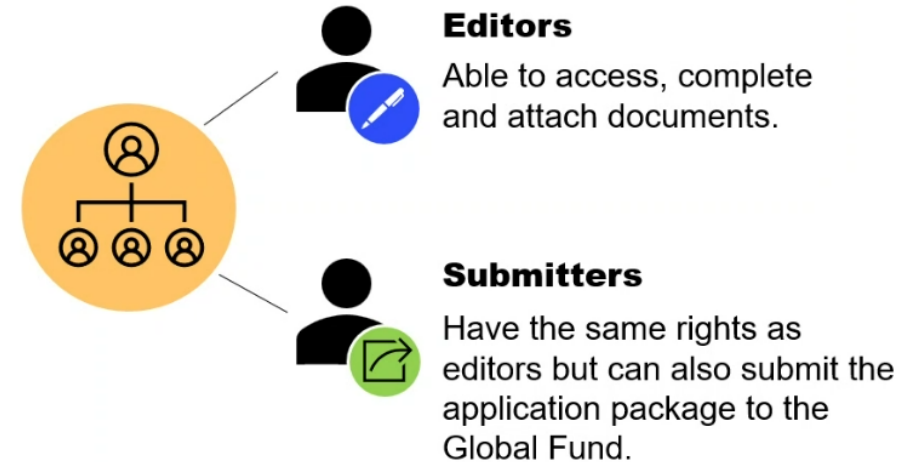 Editors
Able to access, complete
and attach documents.
Submitters
Have the same rights as
editors but can also submit the
application package to the
Global Fund.